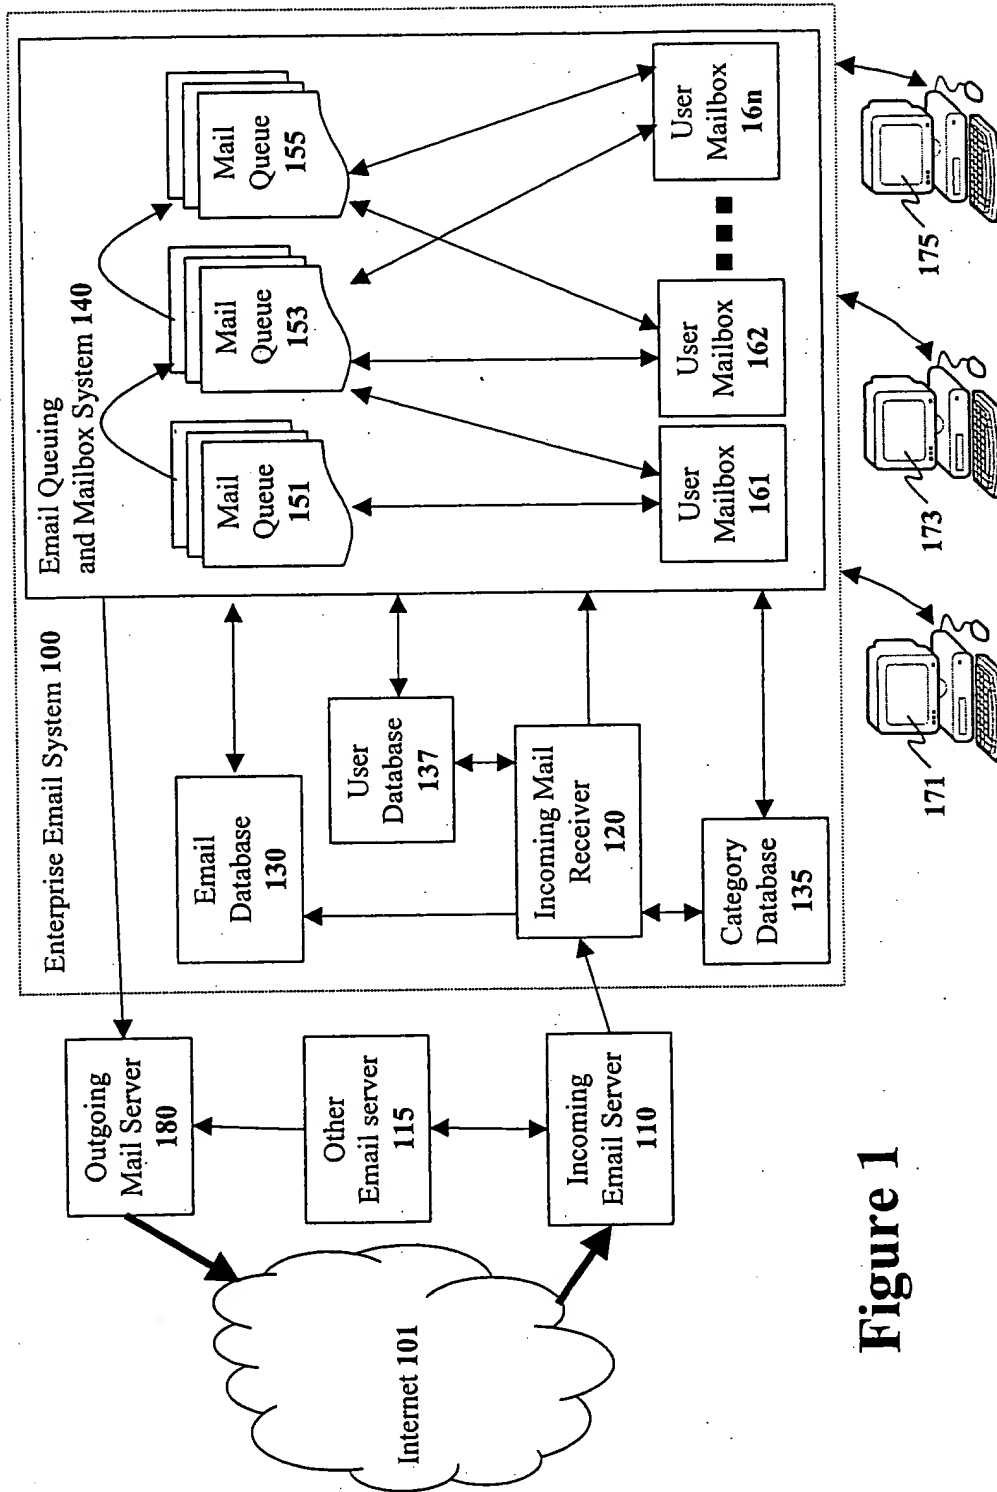 Enterprise Email System 100
Email Queuing
and Mailbox System 140
Outgoing
Mail Server
180
Other
Email server
115
Incoming
Email Server
110
Internet 101
Email
Database
130
User
Database
137
Incoming Mail
Receiver
120
Category
Database
135
Mail
Queue
151
Mail
Queue
153
Mail
Queue
155
User
Mailbox
161
User
Mailbox
162
User
Mailbox
16n
171
173
175
Figure 1